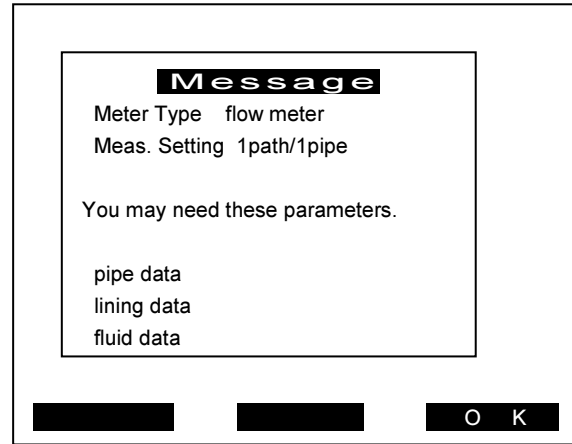 Message
Meter Type flow meter
Meas. Setting 1path/1pipe
You may need these parameters.
pipe data
lining data
fluid data
O K